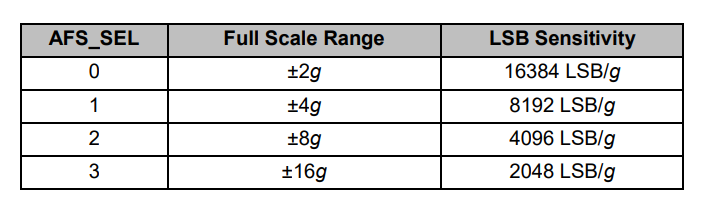 AFS_SEL Full Scale Range LSB Sensitivity
0 ±2g 16384 LSB/g
1 ±4g 8192 LSB/g
2 ±8g 4096 LSB/g
3 ±16g 2048 LSB/g